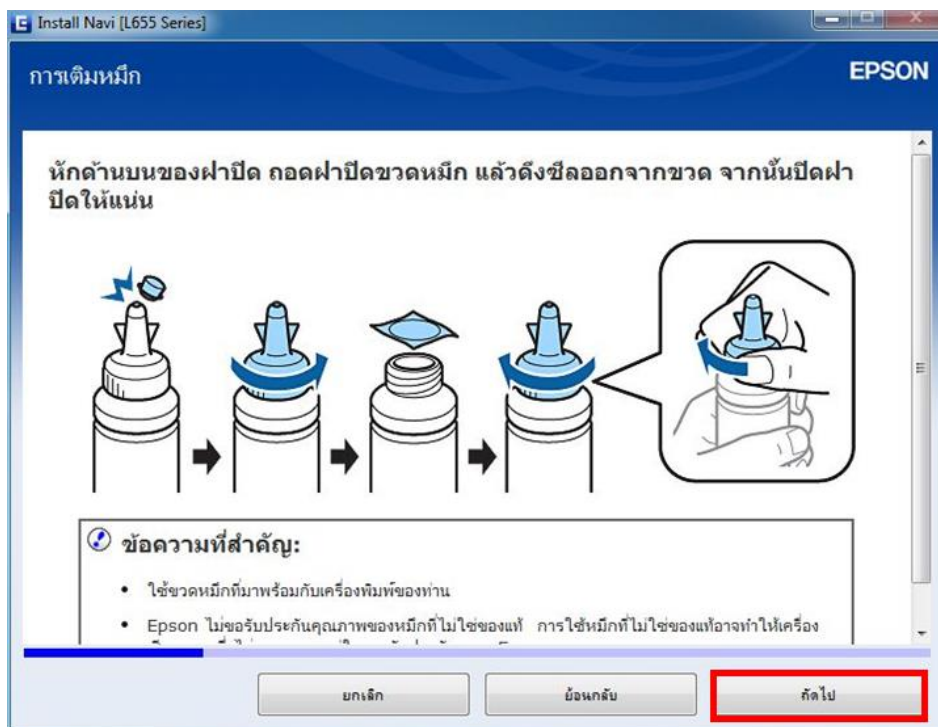 Install Navi [L655 Series]
การเติมหมึก
EPSON
หักด้านบนของฝาปิด ถอดฝาปิดขวดหมึก แล้วดึงซีลออกจากขวด จากนั้นปิดฝา
ปิดให้แน่น
ข้อความที่สำคัญ:
• ใช้ขวดหมึกที่มาพร้อมกับเครื่องพิมพ์ของท่าน
• Epson ไม่ขอรับประกันคุณภาพของหมึกที่ไม่ใช่ของแท้ การใช้หมึกที่ไม่ใช่ของแท้อาจทำให้เครื่อง
ยกเลิก
ย้อนกลับ
ถัดไป